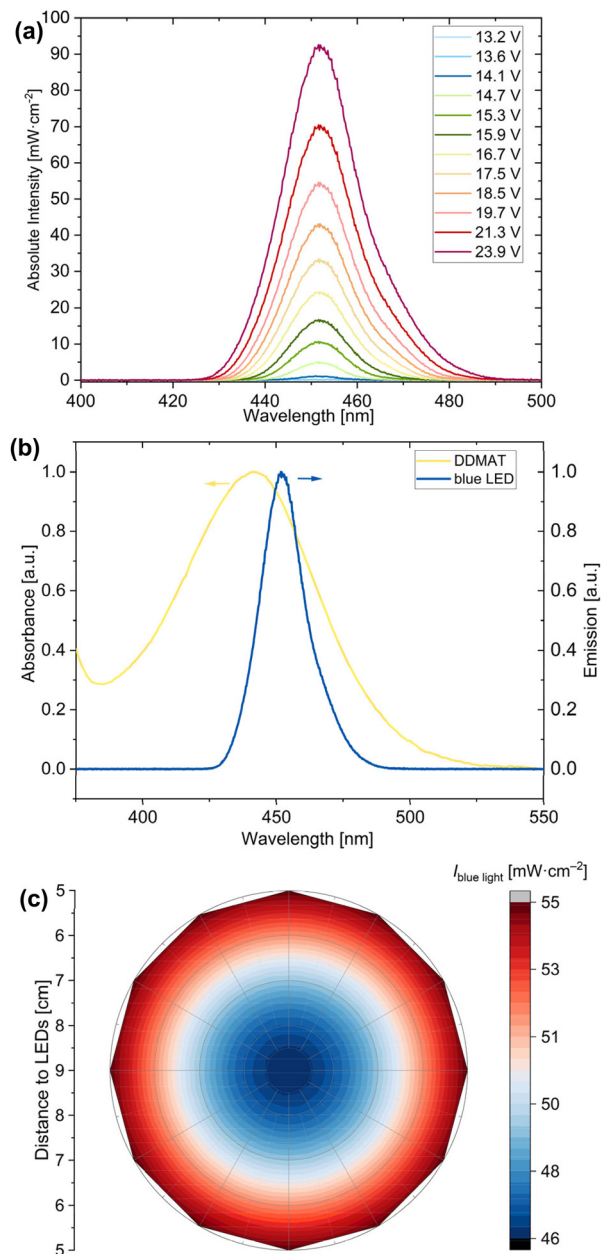 (a)
100
90
80
70
60
50
40
30
20
10
0
Absolute Intensity [mW·cm⁻²]
13.2 V
13.6 V
14.1 V
14.7 V
15.3 V
15.9 V
16.7 V
17.5 V
18.5 V
19.7 V
21.3 V
23.9 V
400 420 440 460 480 500
Wavelength [nm]
(b)
DDMAT
blue LED
1.0
0.8
0.6
0.4
0.2
0.0
Absorbance [a.u.]
1.0
0.8
0.6
0.4
0.2
0.0
Emission [a.u.]
400 450 500 550
Wavelength [nm]
(c)
I blue light [mW·cm⁻²]
5
6
7
8
9
8
7
6
5
Distance to LEDs [cm]
55
53
51
50
48
46